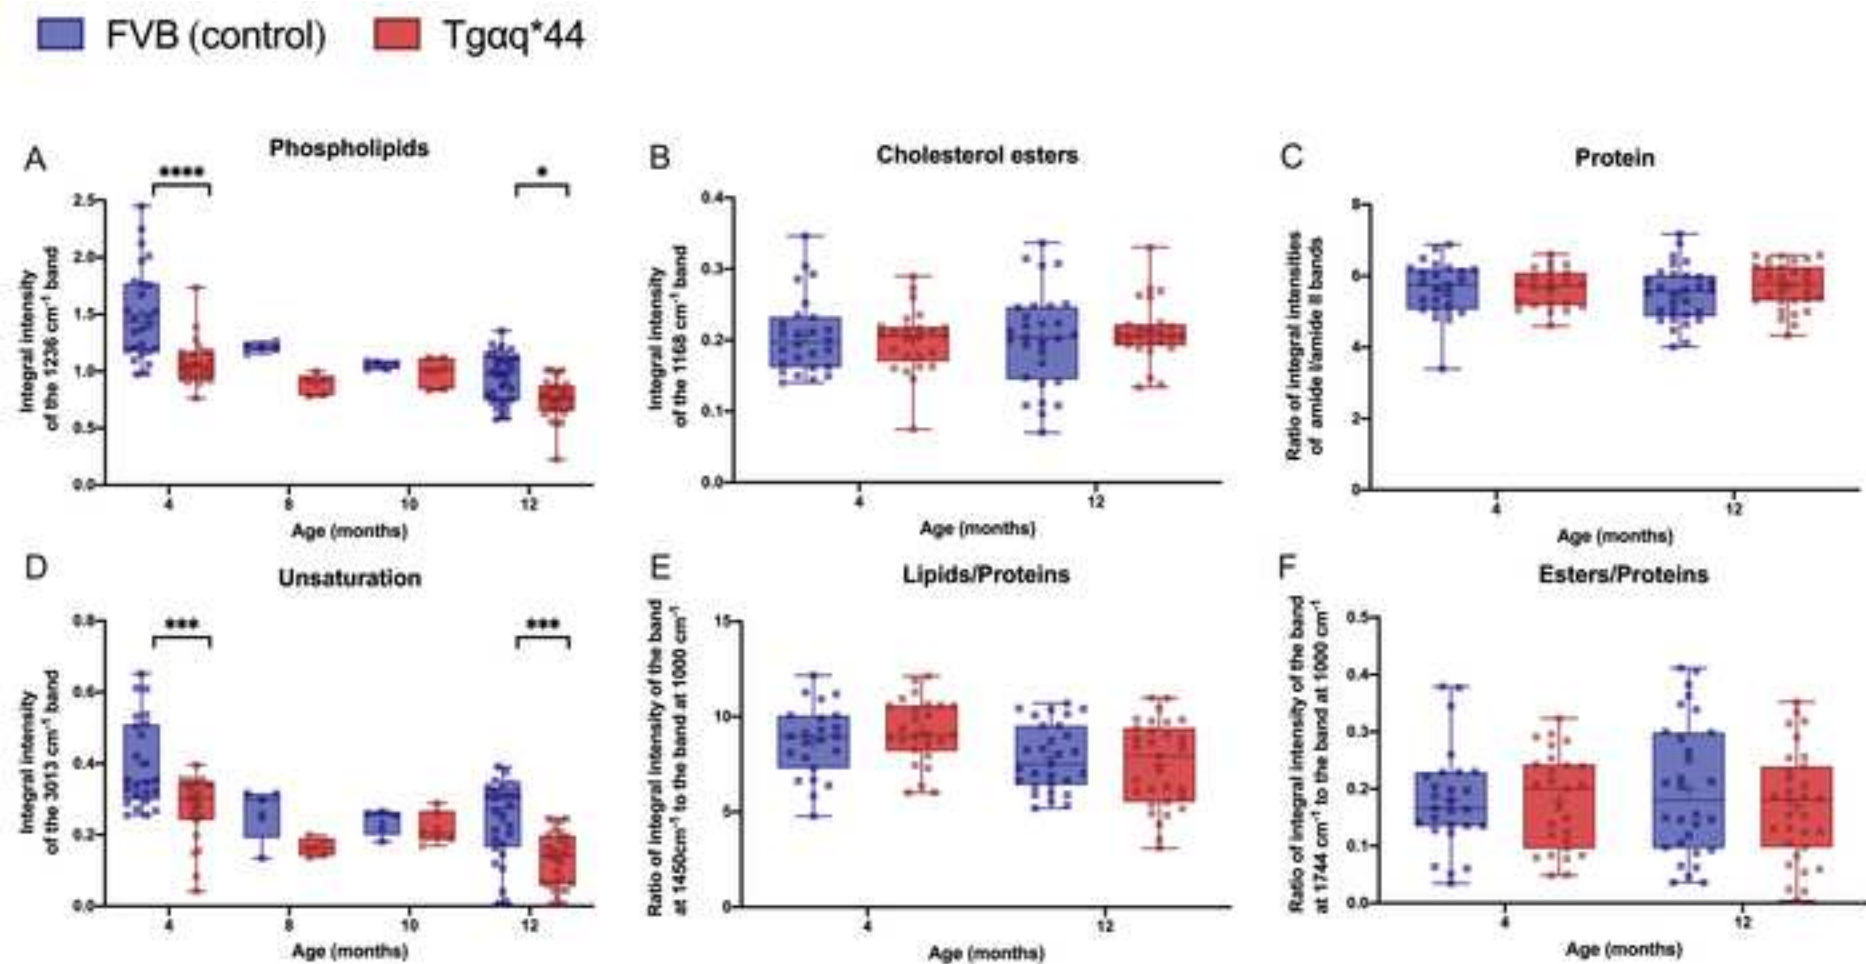 FVB (control) Tgαq*44
A Phospholipids
**** *
Integral intensity
of the 1236 cm⁻¹ band
2.5
2.0
1.5
1.0
0.5
0.0
4 8 10 12
Age (months)
B Cholesterol esters
Integral intensity
of the 1168 cm⁻¹ band
0.4
0.3
0.2
0.1
0.0
4 12
Age (months)
C Protein
Ratio of integral intensities
of amide I/amide II bands
8
6
4
2
0
4 12
Age (months)
D Unsaturation
*** ***
Integral intensity
of the 3013 cm⁻¹ band
0.8
0.6
0.4
0.2
0.0
4 8 10 12
Age (months)
E Lipids/Proteins
Ratio of integral intensity of the band
at 1450cm⁻¹ to the band at 1000 cm⁻¹
15
10
5
0
4 12
Age (months)
F Esters/Proteins
Ratio of integral intensity of the band
at 1744 cm⁻¹ to the band at 1000 cm⁻¹
0.5
0.4
0.3
0.2
0.1
0.0
4 12
Age (months)